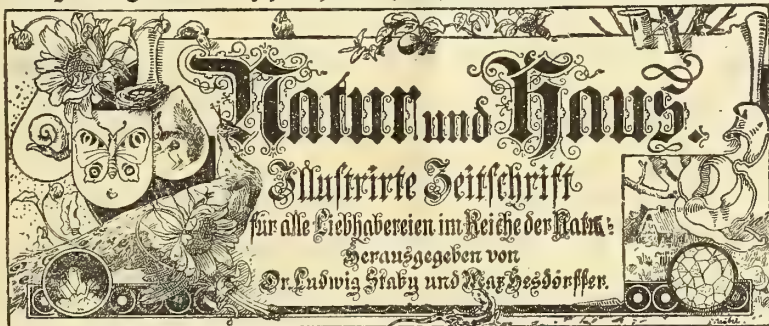 Natur und Haus.
Illustrirte Zeitschrift
für alle Liebhabereien im Reiche der Natur.
Herausgegeben von
Dr. Ludwig Staby und Max Hesdörffer.